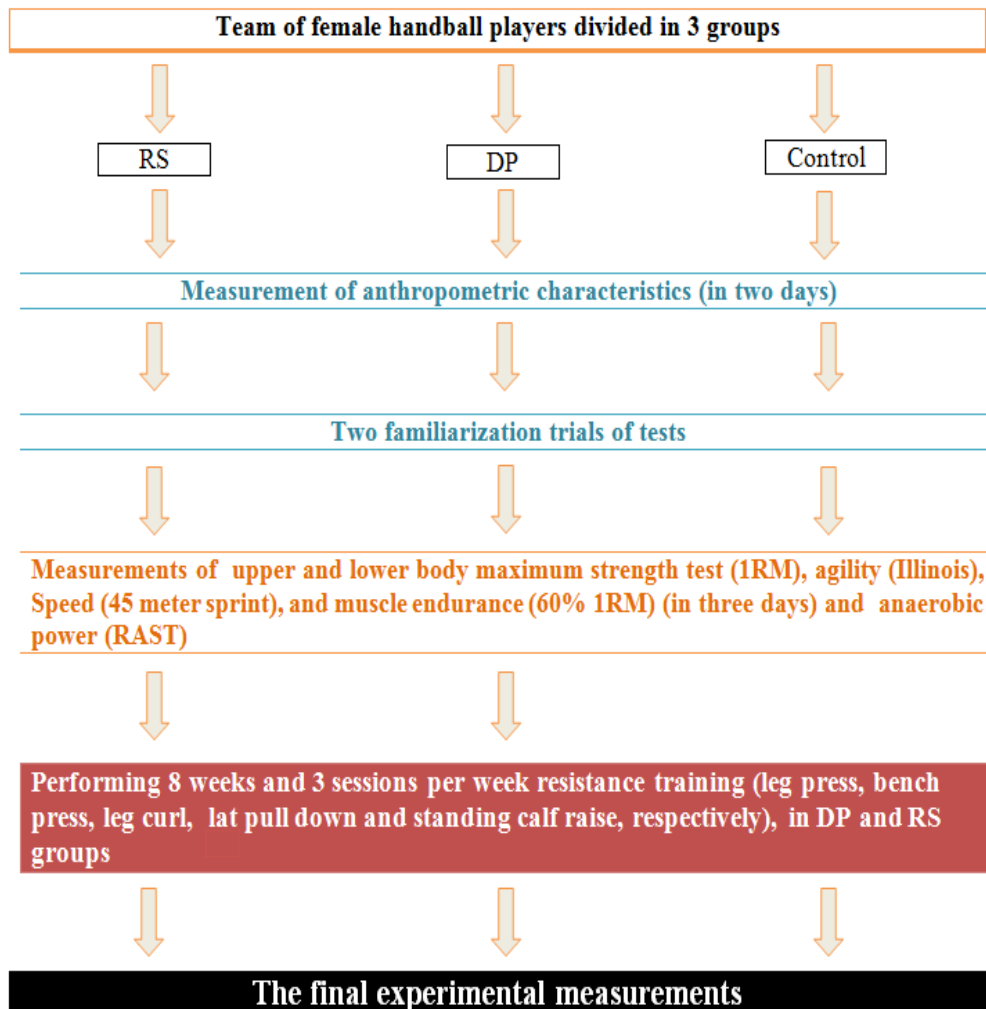 Team of female handball players divided in 3 groups
RS
DP
Control
Measurement of anthropometric characteristics (in two days)
Two familiarization trials of tests
Measurements of upper and lower body maximum strength test (1RM), agility (Illinois),
Speed (45 meter sprint), and muscle endurance (60% 1RM) (in three days) and anaerobic
power (RAST)
Performing 8 weeks and 3 sessions per week resistance training (leg press, bench
press, leg curl, lat pull down and standing calf raise, respectively), in DP and RS
groups
The final experimental measurements